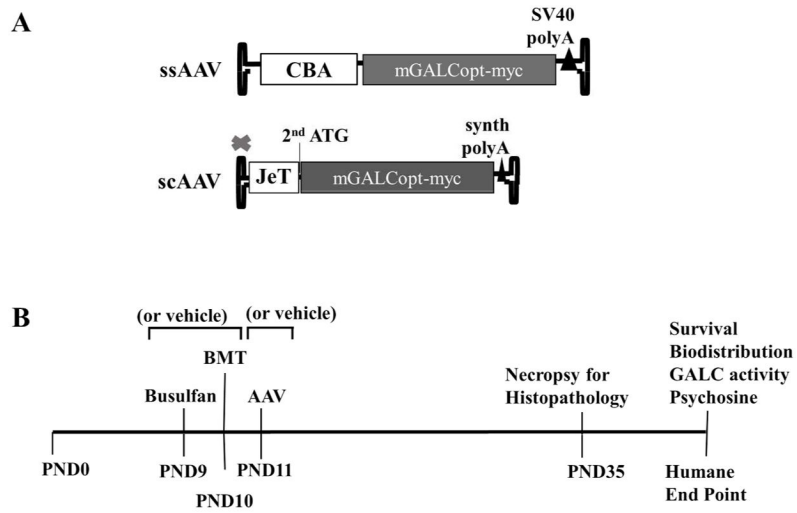 A
SV40
polyA
ssAAV
CBA
mGALCopt-myc
2nd ATG
synth
polyA
scAAV
JeT
mGALCopt-myc
B
(or vehicle)
(or vehicle)
BMT
Busulfan
AAV
Necropsy for
Histopathology
Survival
Biodistribution
GALC activity
Psychosine
PND0
PND9
PND10
PND11
PND35
Humane
End Point